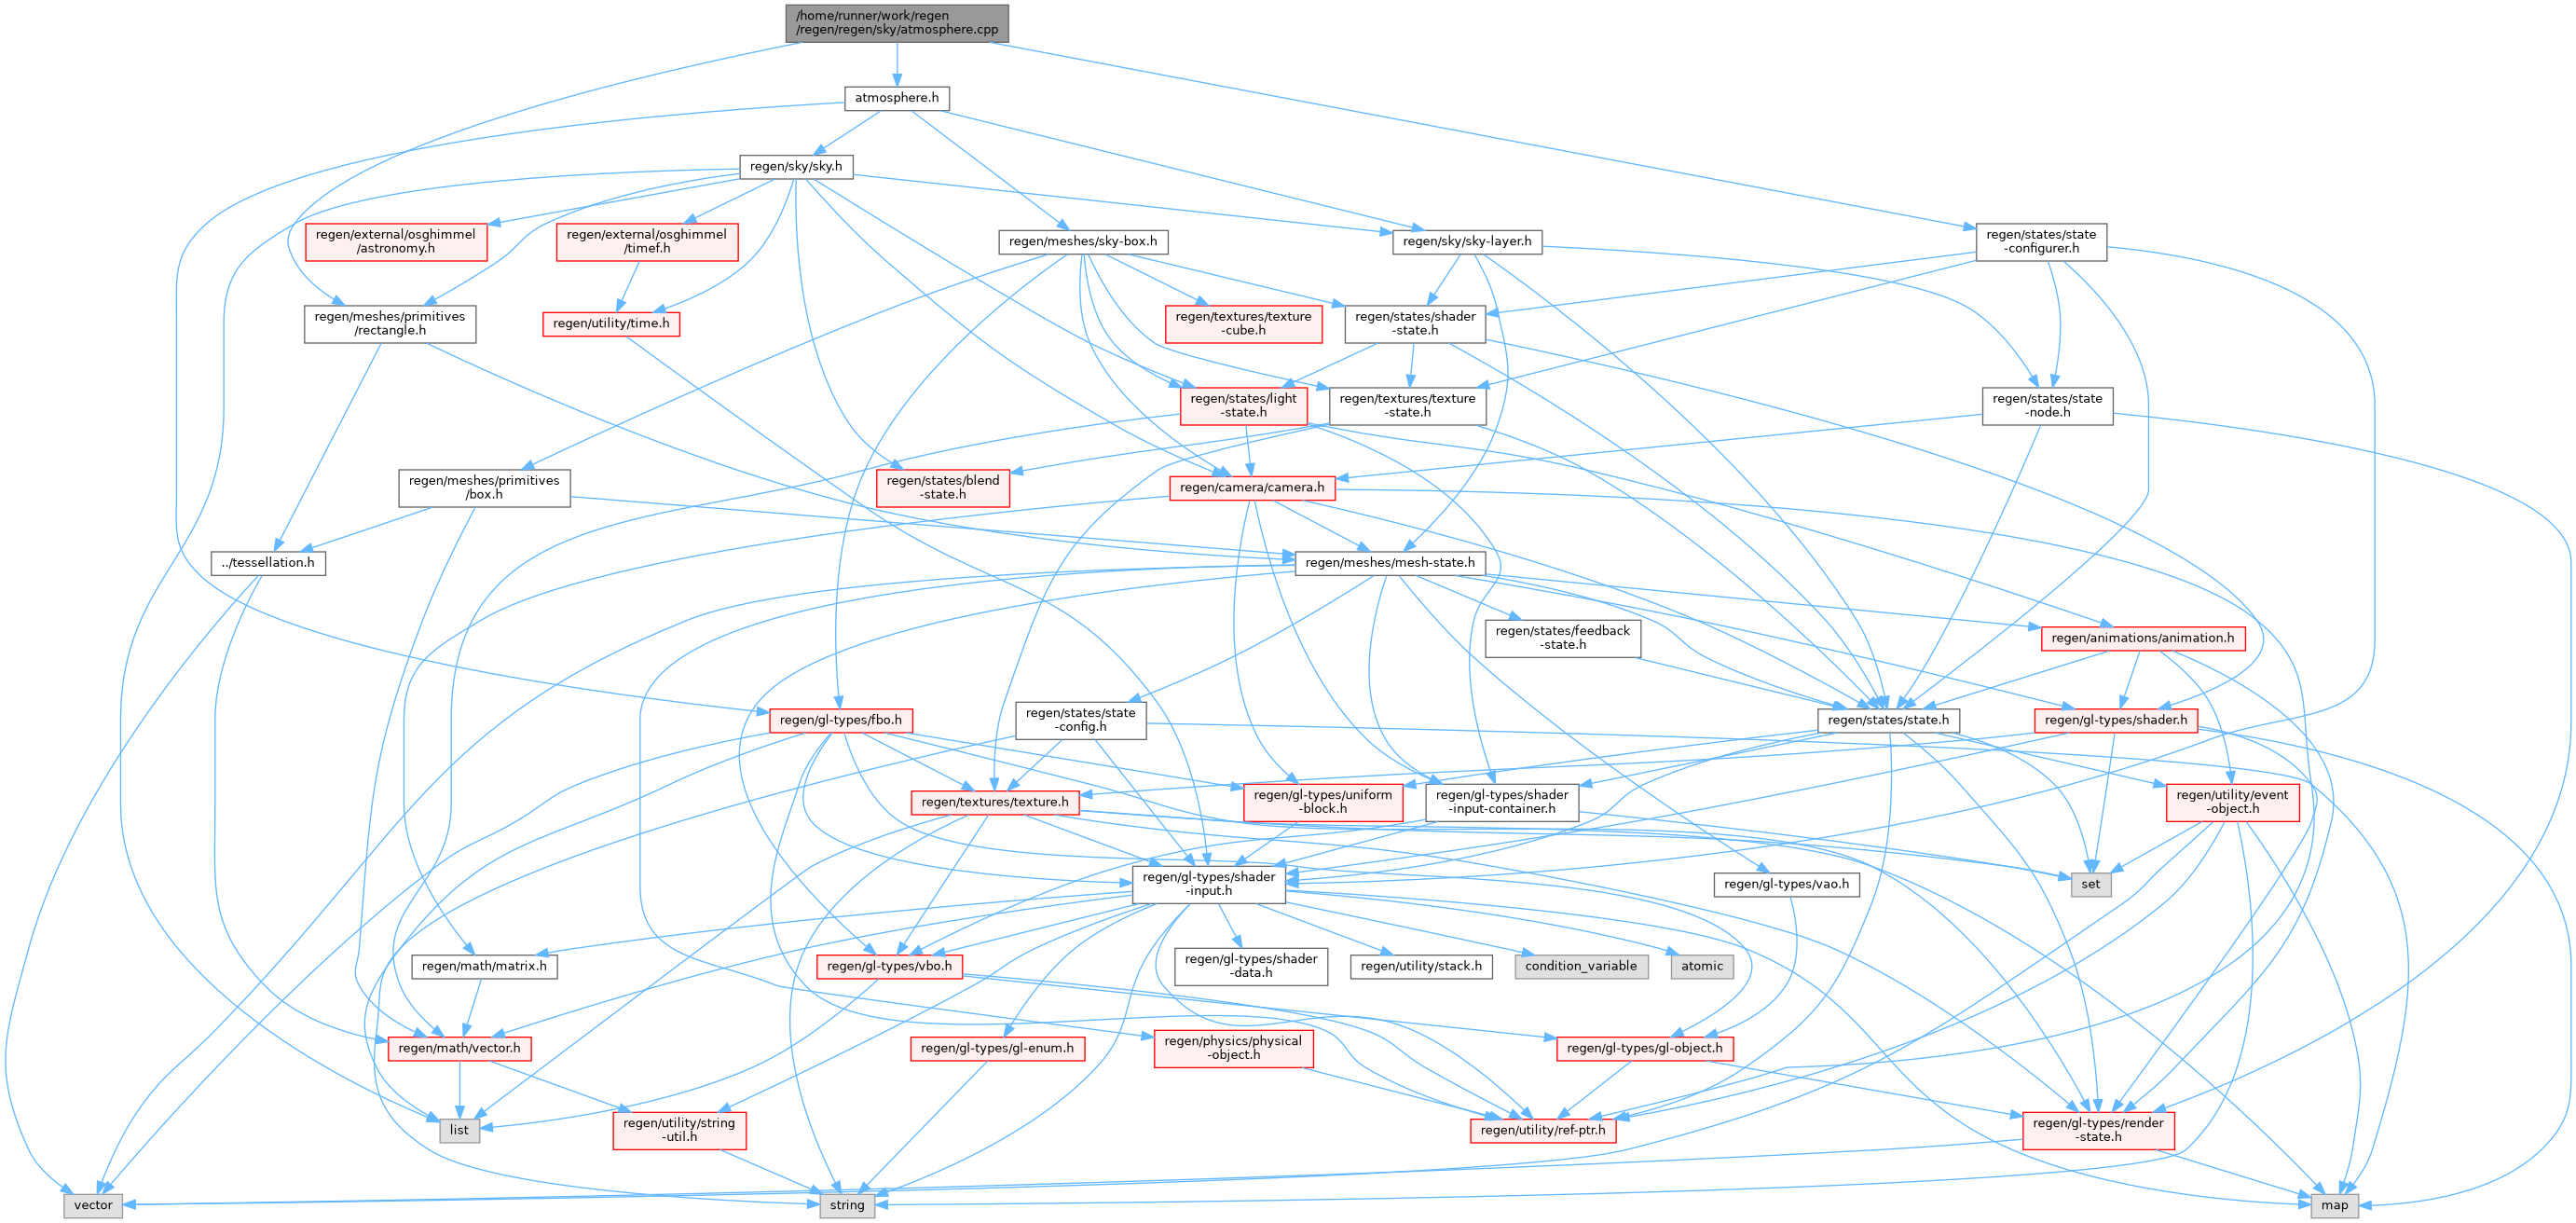 /home/runner/work/regen
/regen/regen/sky/atmosphere.cpp
atmosphere.h
regen/sky/sky.h
regen/external/osghimmel
/astronomy.h
regen/external/osghimmel
/timef.h
regen/meshes/sky-box.h
regen/sky/sky-layer.h
regen/states/state
-configurer.h
regen/meshes/primitives
/rectangle.h
regen/utility/time.h
regen/textures/texture
-cube.h
regen/states/shader
-state.h
regen/states/light
-state.h
regen/textures/texture
-state.h
regen/states/state
-node.h
regen/meshes/primitives
/box.h
regen/states/blend
-state.h
regen/camera/camera.h
../tessellation.h
regen/meshes/mesh-state.h
regen/states/feedback
-state.h
regen/animations/animation.h
regen/gl-types/fbo.h
regen/states/state
-config.h
regen/states/state.h
regen/gl-types/shader.h
regen/textures/texture.h
regen/gl-types/uniform
-block.h
regen/gl-types/shader
-input-container.h
regen/utility/event
-object.h
regen/gl-types/shader
-input.h
regen/gl-types/vao.h
set
regen/math/matrix.h
regen/gl-types/vbo.h
regen/gl-types/shader
-data.h
regen/utility/stack.h
condition_variable
atomic
regen/math/vector.h
regen/gl-types/gl-enum.h
regen/physics/physical
-object.h
regen/gl-types/gl-object.h
list
regen/utility/string
-util.h
regen/utility/ref-ptr.h
regen/gl-types/render
-state.h
vector
string
map